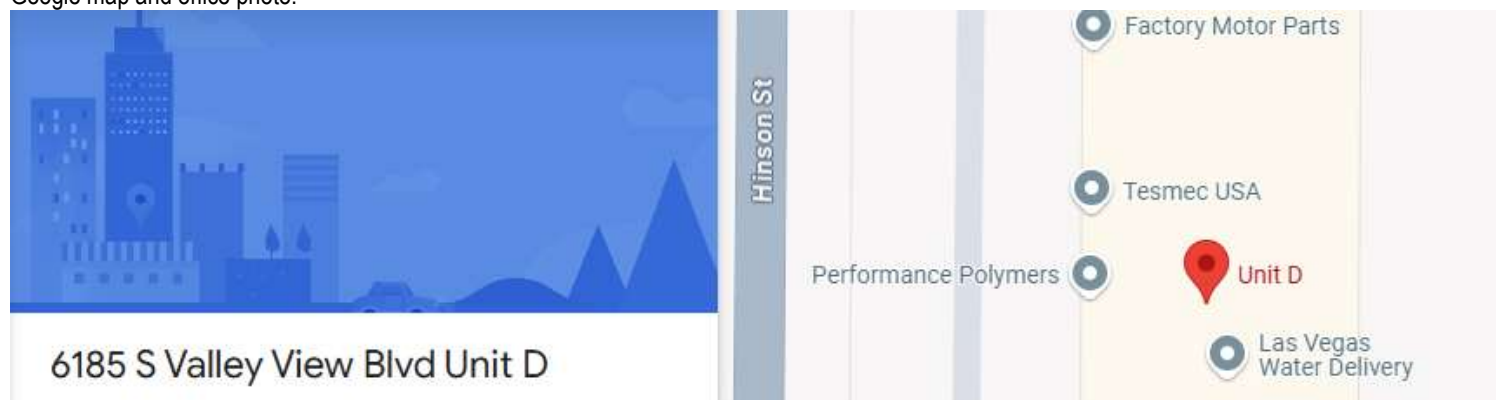 Google map and office photo.
Factory Motor Parts
Hinson St
Tesmec USA
Performance Polymers
Unit D
Las Vegas
Water Delivery
6185 S Valley View Blvd Unit D